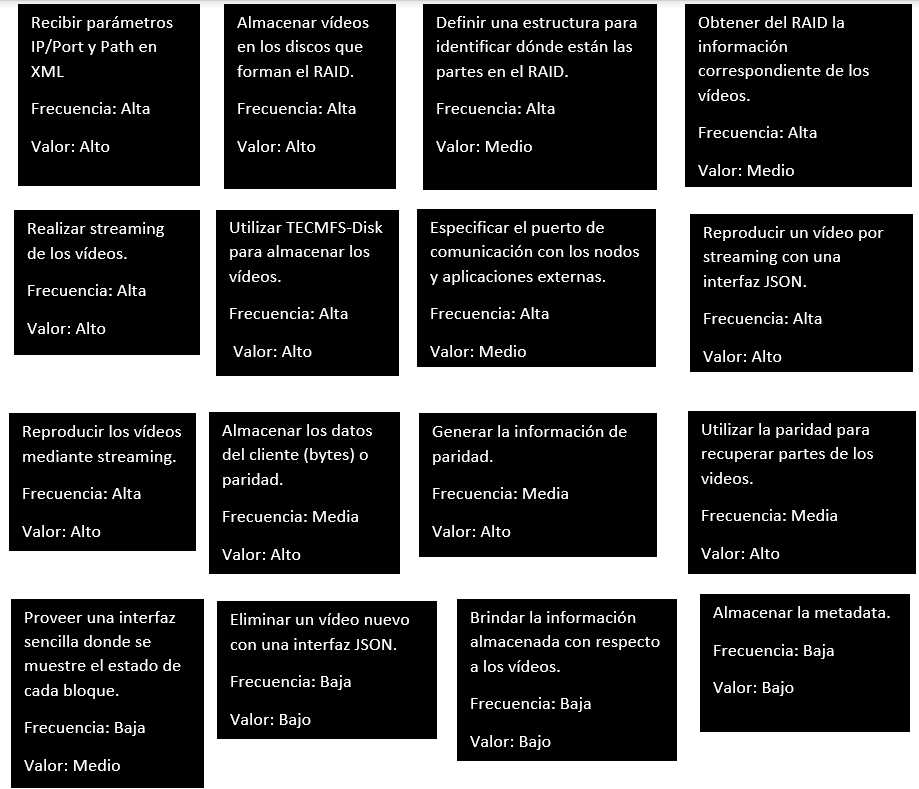 Recibir parámetros
IP/Port y Path en
XML
Frecuencia: Alta
Valor: Alto
Almacenar vídeos
en los discos que
forman el RAID.
Frecuencia: Alta
Valor: Alto
Definir una estructura para
identificar dónde están las
partes en el RAID.
Frecuencia: Alta
Valor: Medio
Obtener del RAID la
información
correspondiente de los
vídeos.
Frecuencia: Alta
Valor: Medio
Realizar streaming
de los vídeos.
Frecuencia: Alta
Valor: Alto
Utilizar TECMFS-Disk
para almacenar los
vídeos.
Frecuencia: Alta
Valor: Alto
Especificar el puerto de
comunicación con los nodos
y aplicaciones externas.
Frecuencia: Alta
Valor: Medio
Reproducir un vídeo por
streaming con una
interfaz JSON.
Frecuencia: Alta
Valor: Alto
Reproducir los vídeos
mediante streaming.
Frecuencia: Alta
Valor: Alto
Almacenar los datos
del cliente (bytes) o
paridad.
Frecuencia: Media
Valor: Alto
Generar la información de
paridad.
Frecuencia: Media
Valor: Alto
Utilizar la paridad para
recuperar partes de los
videos.
Frecuencia: Media
Valor: Alto
Proveer una interfaz
sencilla donde se
muestre el estado de
cada bloque.
Frecuencia: Baja
Valor: Medio
Eliminar un vídeo nuevo
con una interfaz JSON.
Frecuencia: Baja
Valor: Bajo
Brindar la información
almacenada con respecto
a los vídeos.
Frecuencia: Baja
Valor: Bajo
Almacenar la metadata.
Frecuencia: Baja
Valor: Bajo